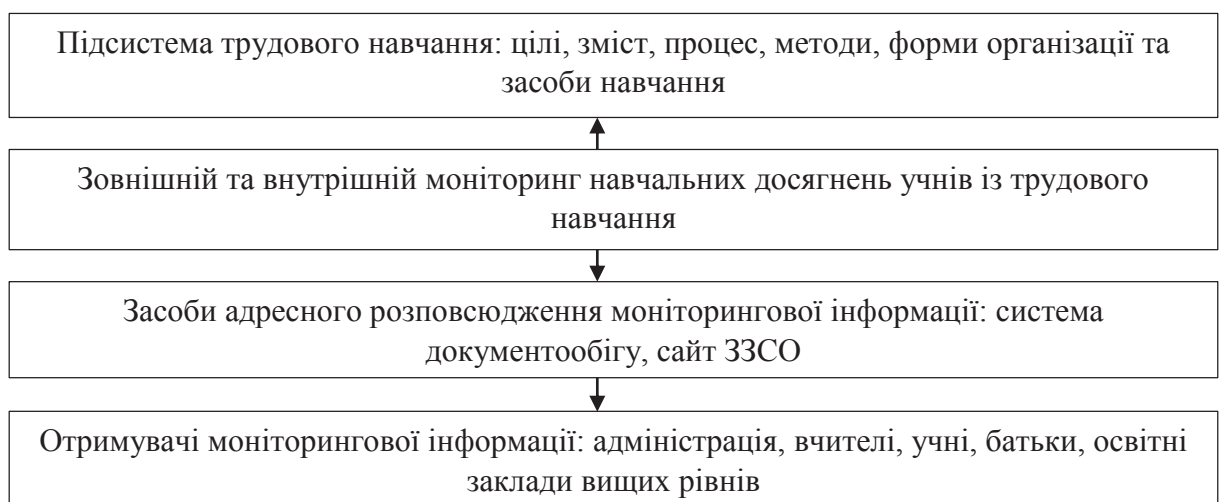 Підсистема трудового навчання: цілі, зміст, процес, методи, форми організації та
засоби навчання
Зовнішній та внутрішній моніторинг навчальних досягнень учнів із трудового
навчання
Засоби адресного розповсюдження моніторингової інформації: система
документообігу, сайт ЗЗСО
Отримувачі моніторингової інформації: адміністрація, вчителі, учні, батьки, освітні
заклади вищих рівнів